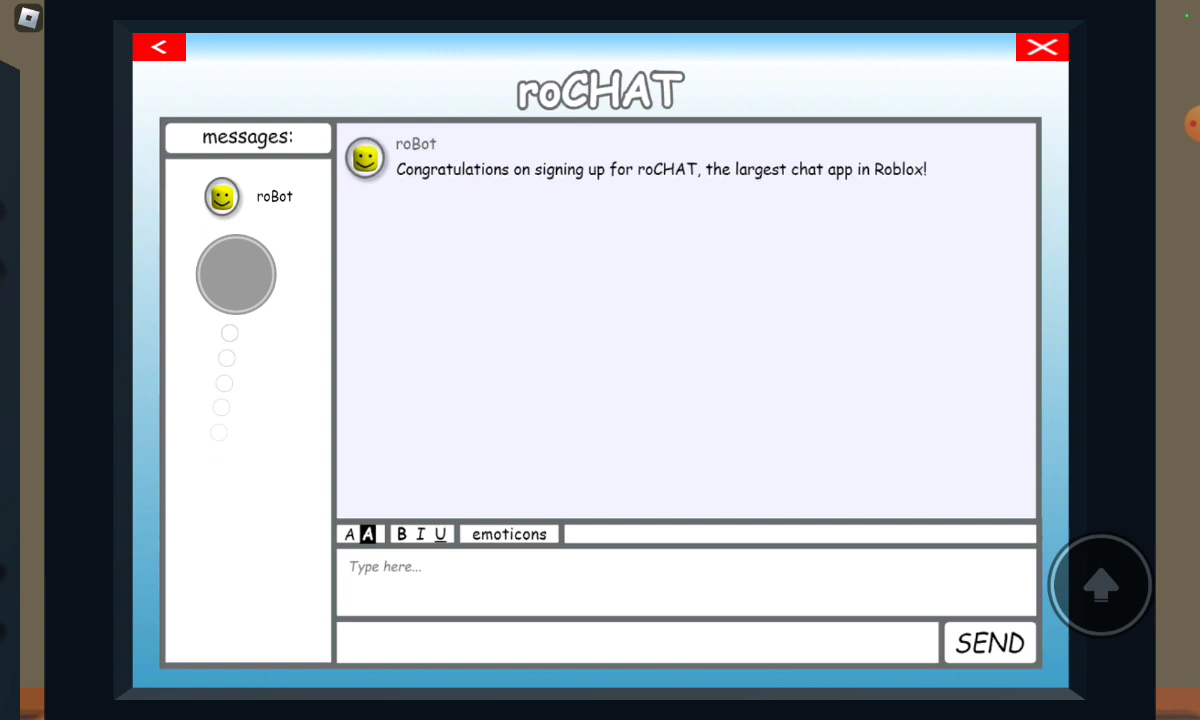 <
roCHAT
messages:
roBot
roBot
Congratulations on signing up for roCHAT, the largest chat app in Roblox!
A A B I U emoticons
Type here...
SEND